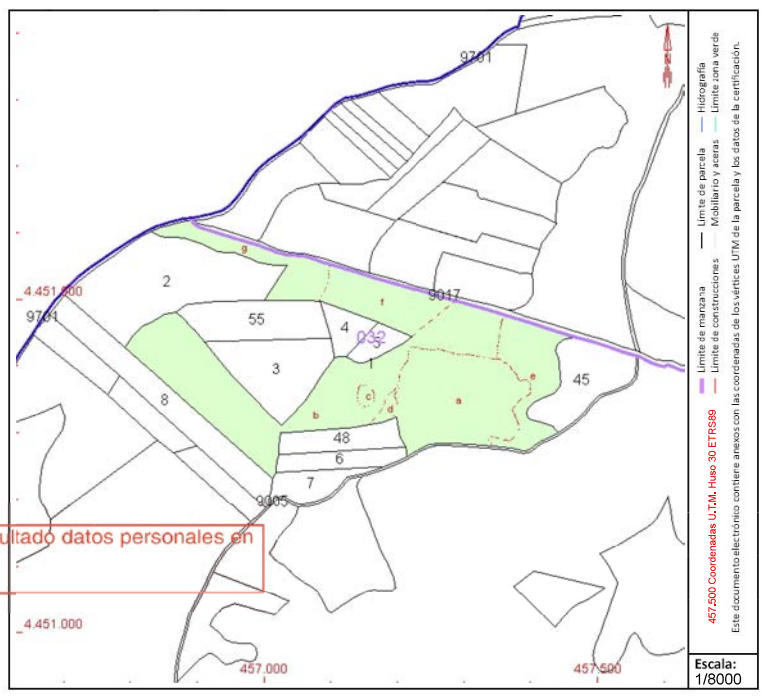 9701
g
2
4.451.500
f
9017
9701
55
4
032
5
3
1
45
e
8
c
a
b
d
48
6
7
9005
ultado datos personales en
4.451.000
457.000
457.500
Límite de manzana
Límite de parcela
Hidrografía
Límite de construcciones
Mobiliario y aceras
Límite zona verde
457.500 Coordenadas U.T.M. Huso 30 ETRS89
Este documento electrónico contiene anexos con las coordenadas de los vértices UTM de la parcela y los datos de la certificación.
Escala:
1/8000